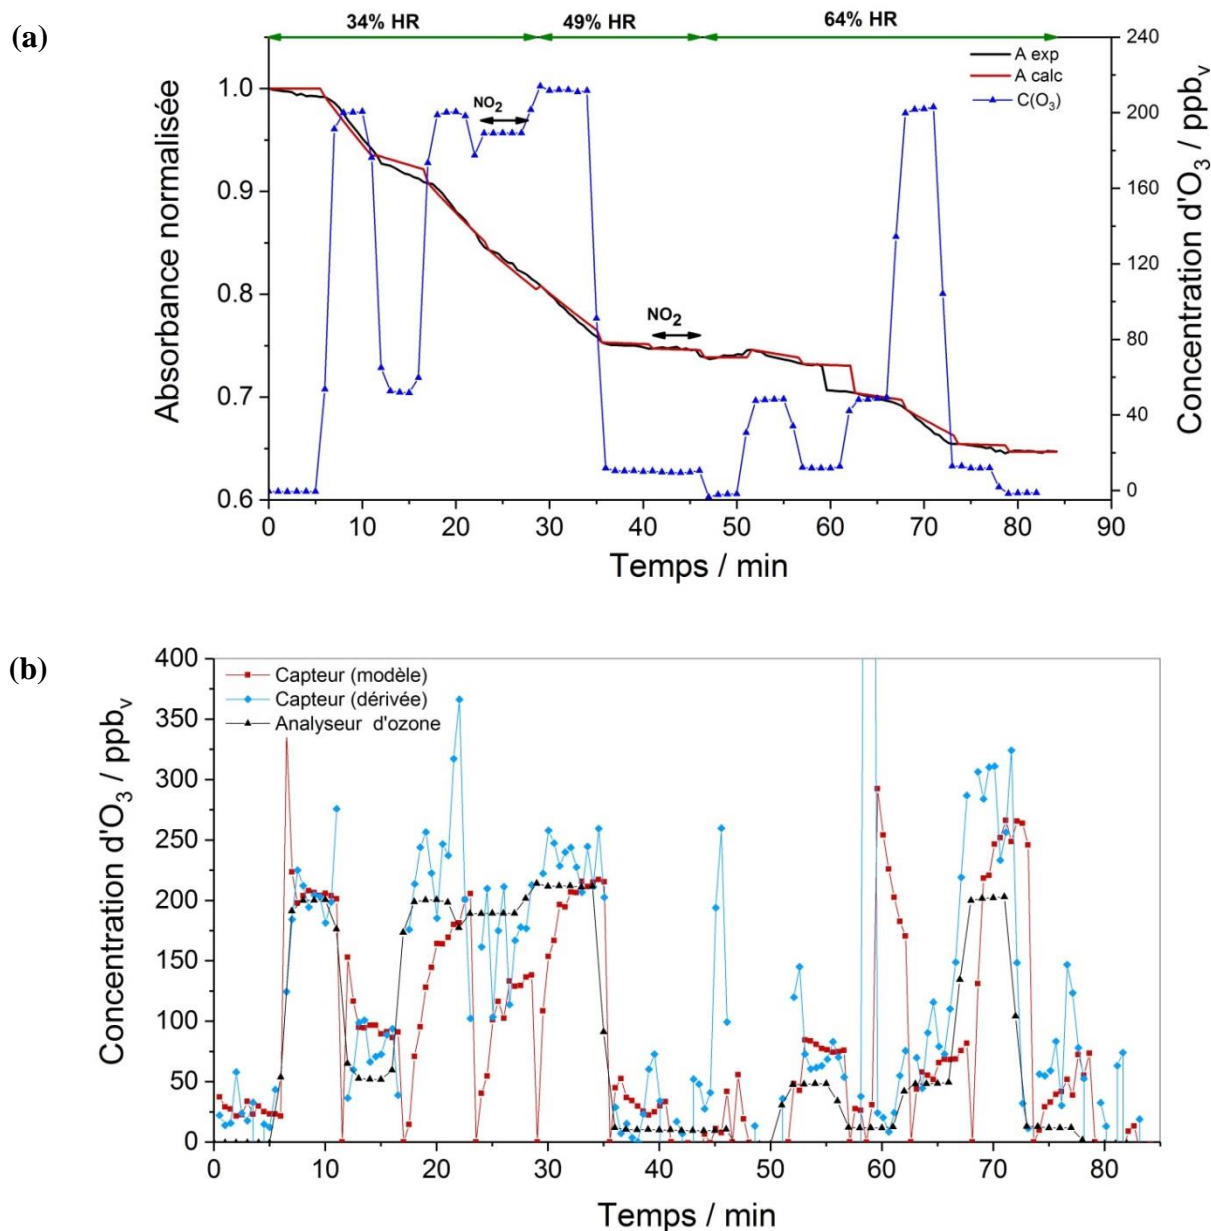 (a)
34% HR
49% HR
64% HR
A exp
A calc
C(O₃)
NO₂
NO₂
Absorbance normalisée
1.0
0.9
0.8
0.7
0.6
Concentration d'O₃ / ppbᵥ
240
200
160
120
80
40
0
0 10 20 30 40 50 60 70 80 90
Temps / min
(b)
Capteur (modèle)
Capteur (dérivée)
Analyseur d'ozone
Concentration d'O₃ / ppbᵥ
400
350
300
250
200
150
100
50
0
0 10 20 30 40 50 60 70 80
Temps / min